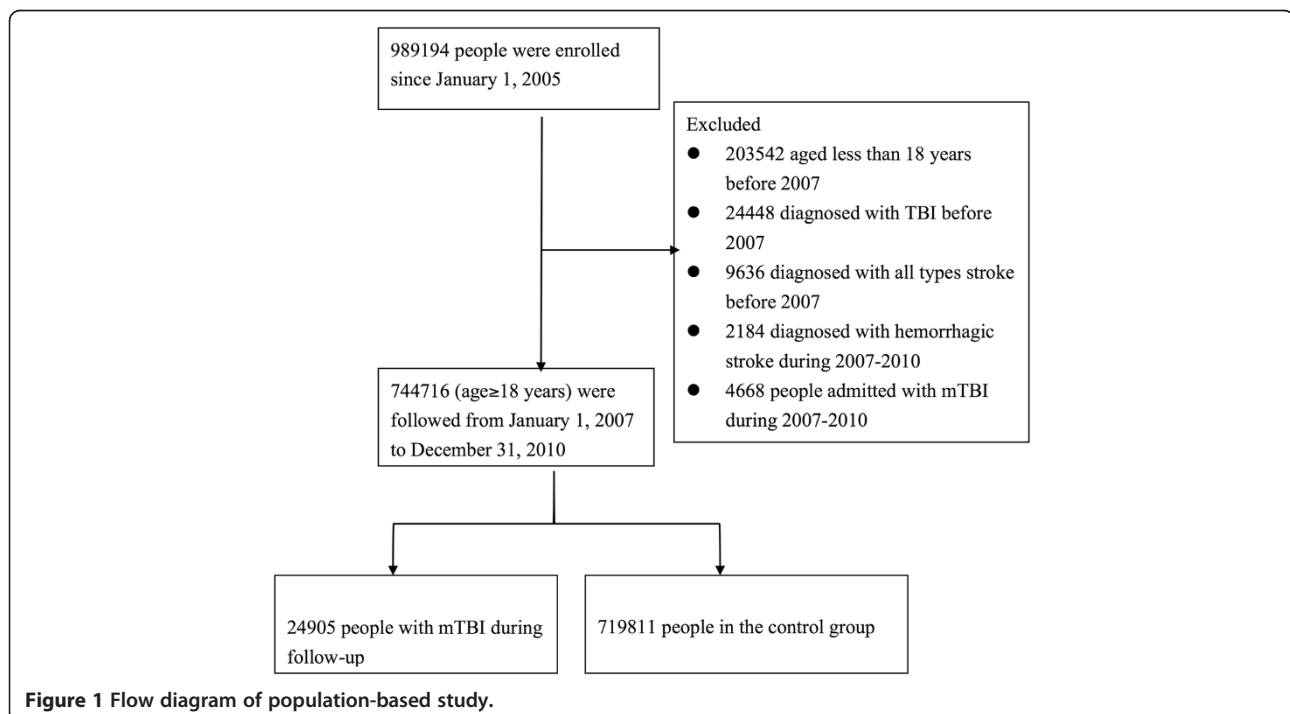 989194 people were enrolled
since January 1, 2005
Excluded
● 203542 aged less than 18 years
before 2007
● 24448 diagnosed with TBI before
2007
● 9636 diagnosed with all types stroke
before 2007
● 2184 diagnosed with hemorrhagic
stroke during 2007-2010
● 4668 people admitted with mTBI
during 2007-2010
744716 (age≥18 years) were
followed from January 1, 2007
to December 31, 2010
24905 people with mTBI during
follow-up
719811 people in the control group
Figure 1 Flow diagram of population-based study.